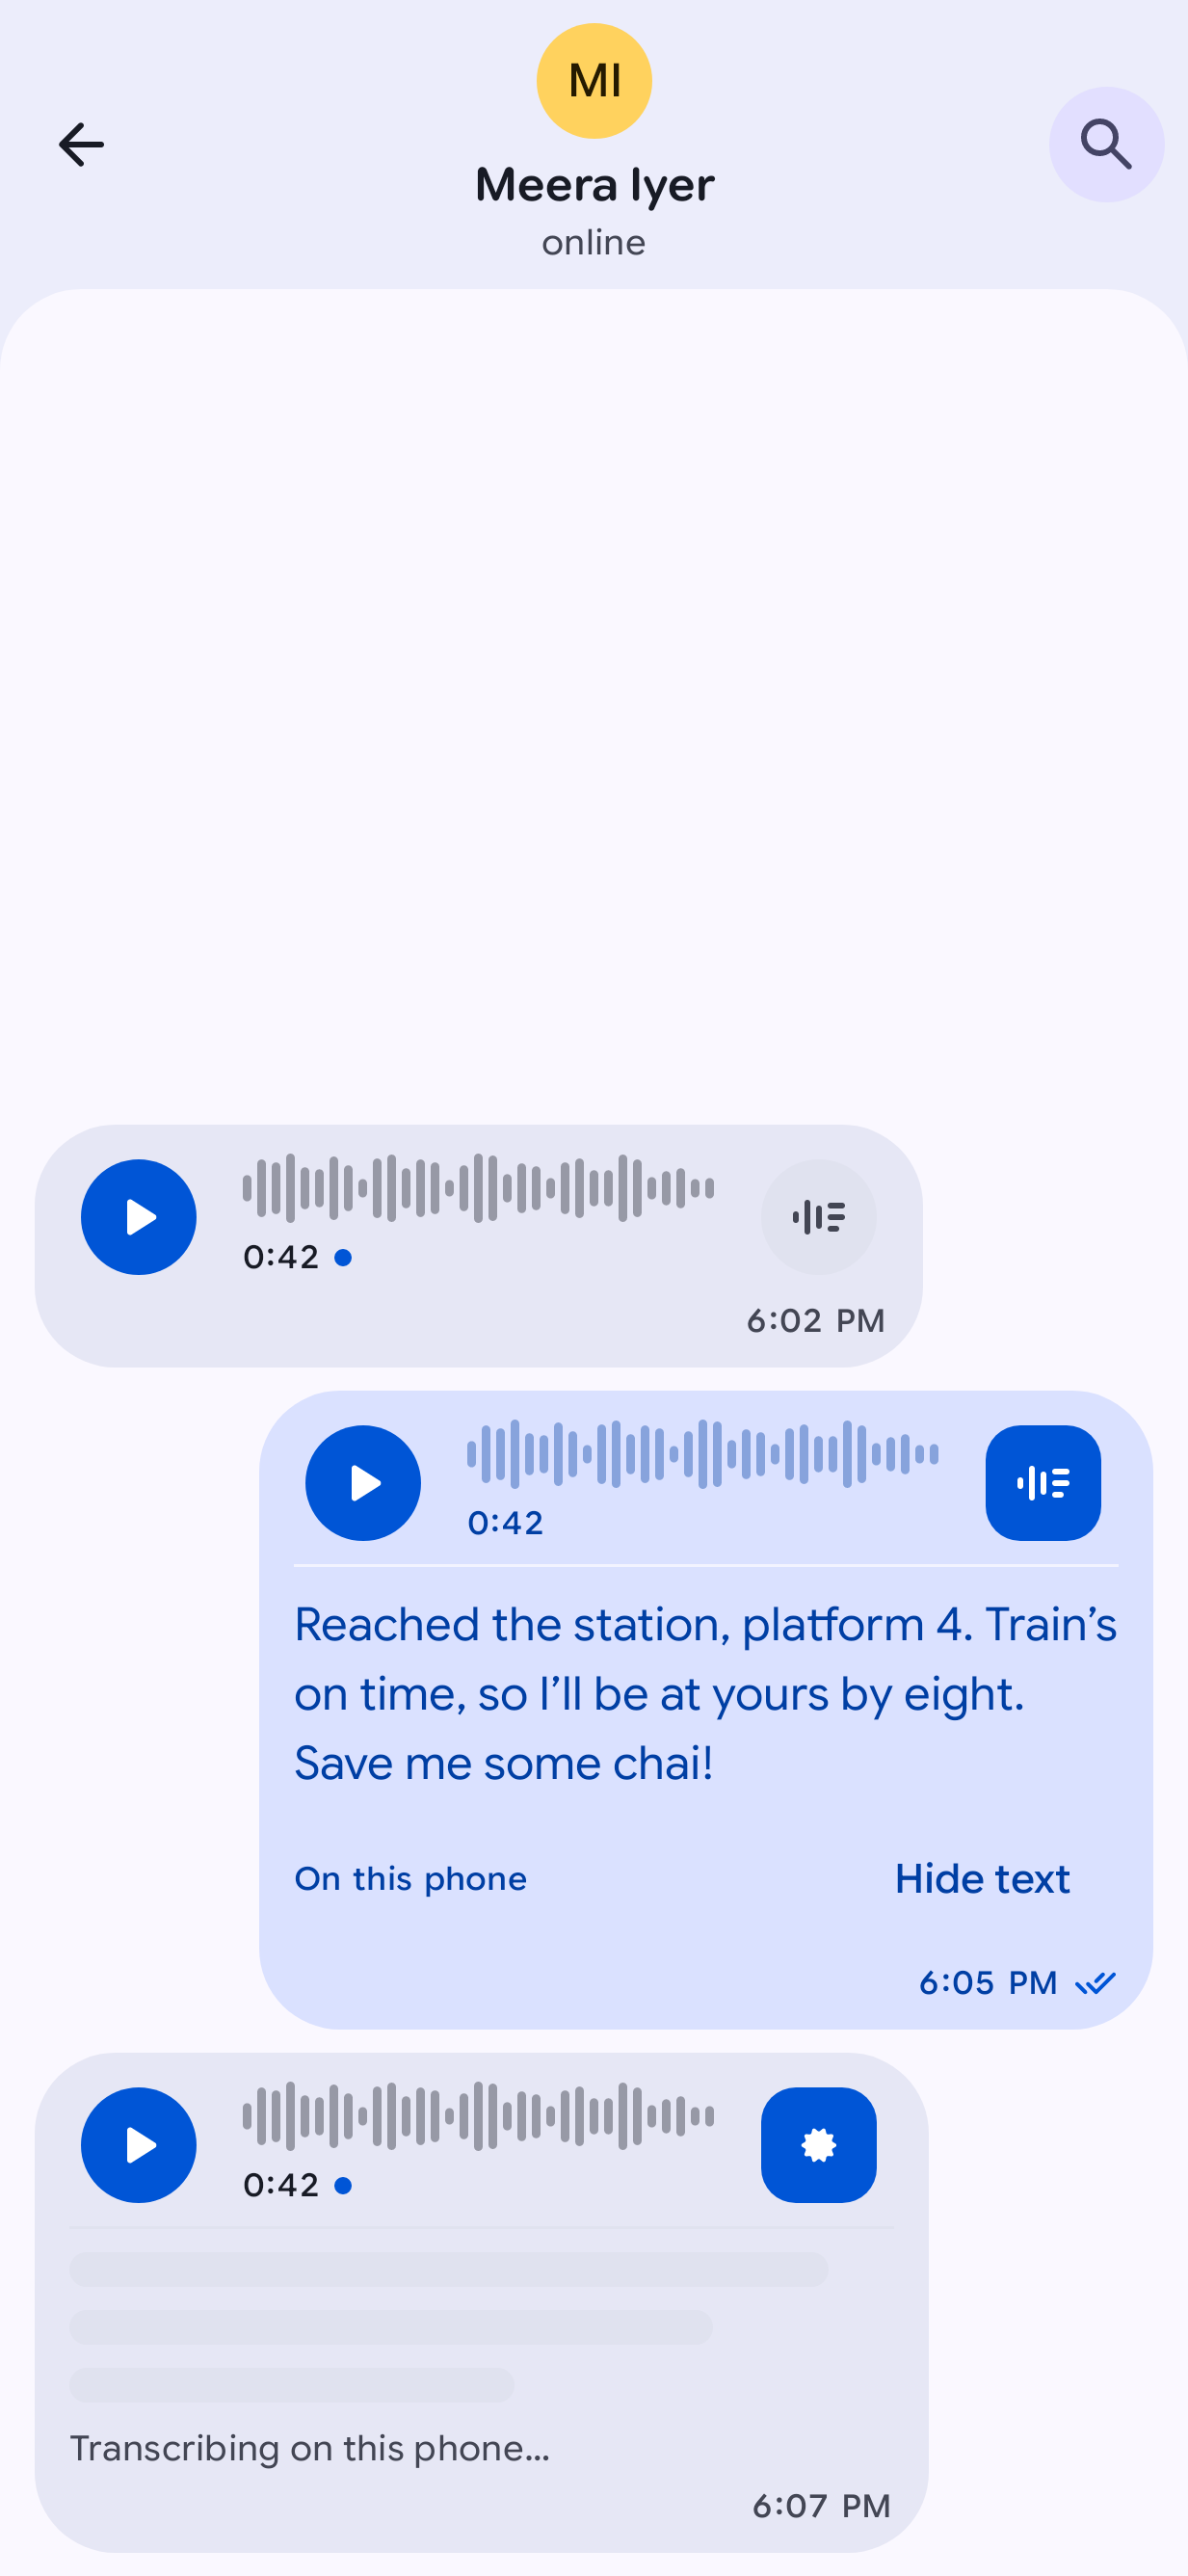 MI
Meera Iyer
online
0:42
6:02 PM
0:42
Reached the station, platform 4. Train’s
on time, so I’ll be at yours by eight.
Save me some chai!
On this phone
Hide text
6:05 PM
0:42
Transcribing on this phone…
6:07 PM